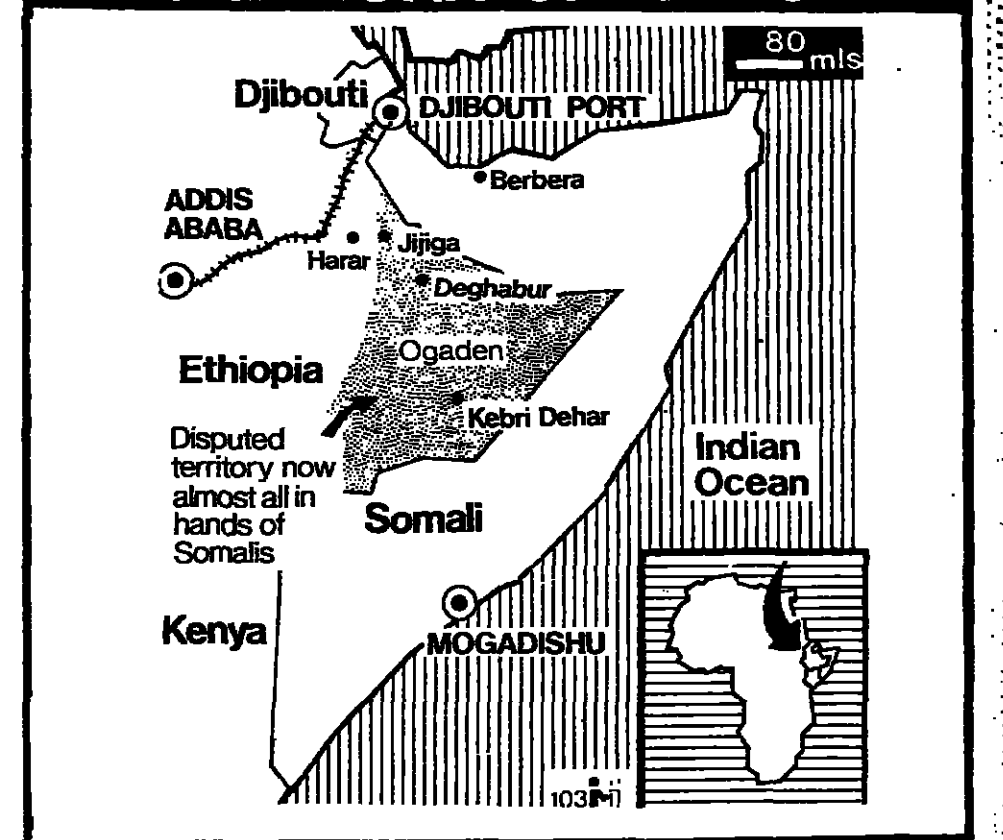 80 mls
Djibouti
DJIBOUTI PORT
Berbera
ADDIS
ABABA
Harar
Jijiga
Deghabur
Ogaden
Ethiopia
Kebri Dehar
Disputed
territory now
almost all in
hands of
Somalis
Indian
Ocean
Somali
Kenya
MOGADISHU